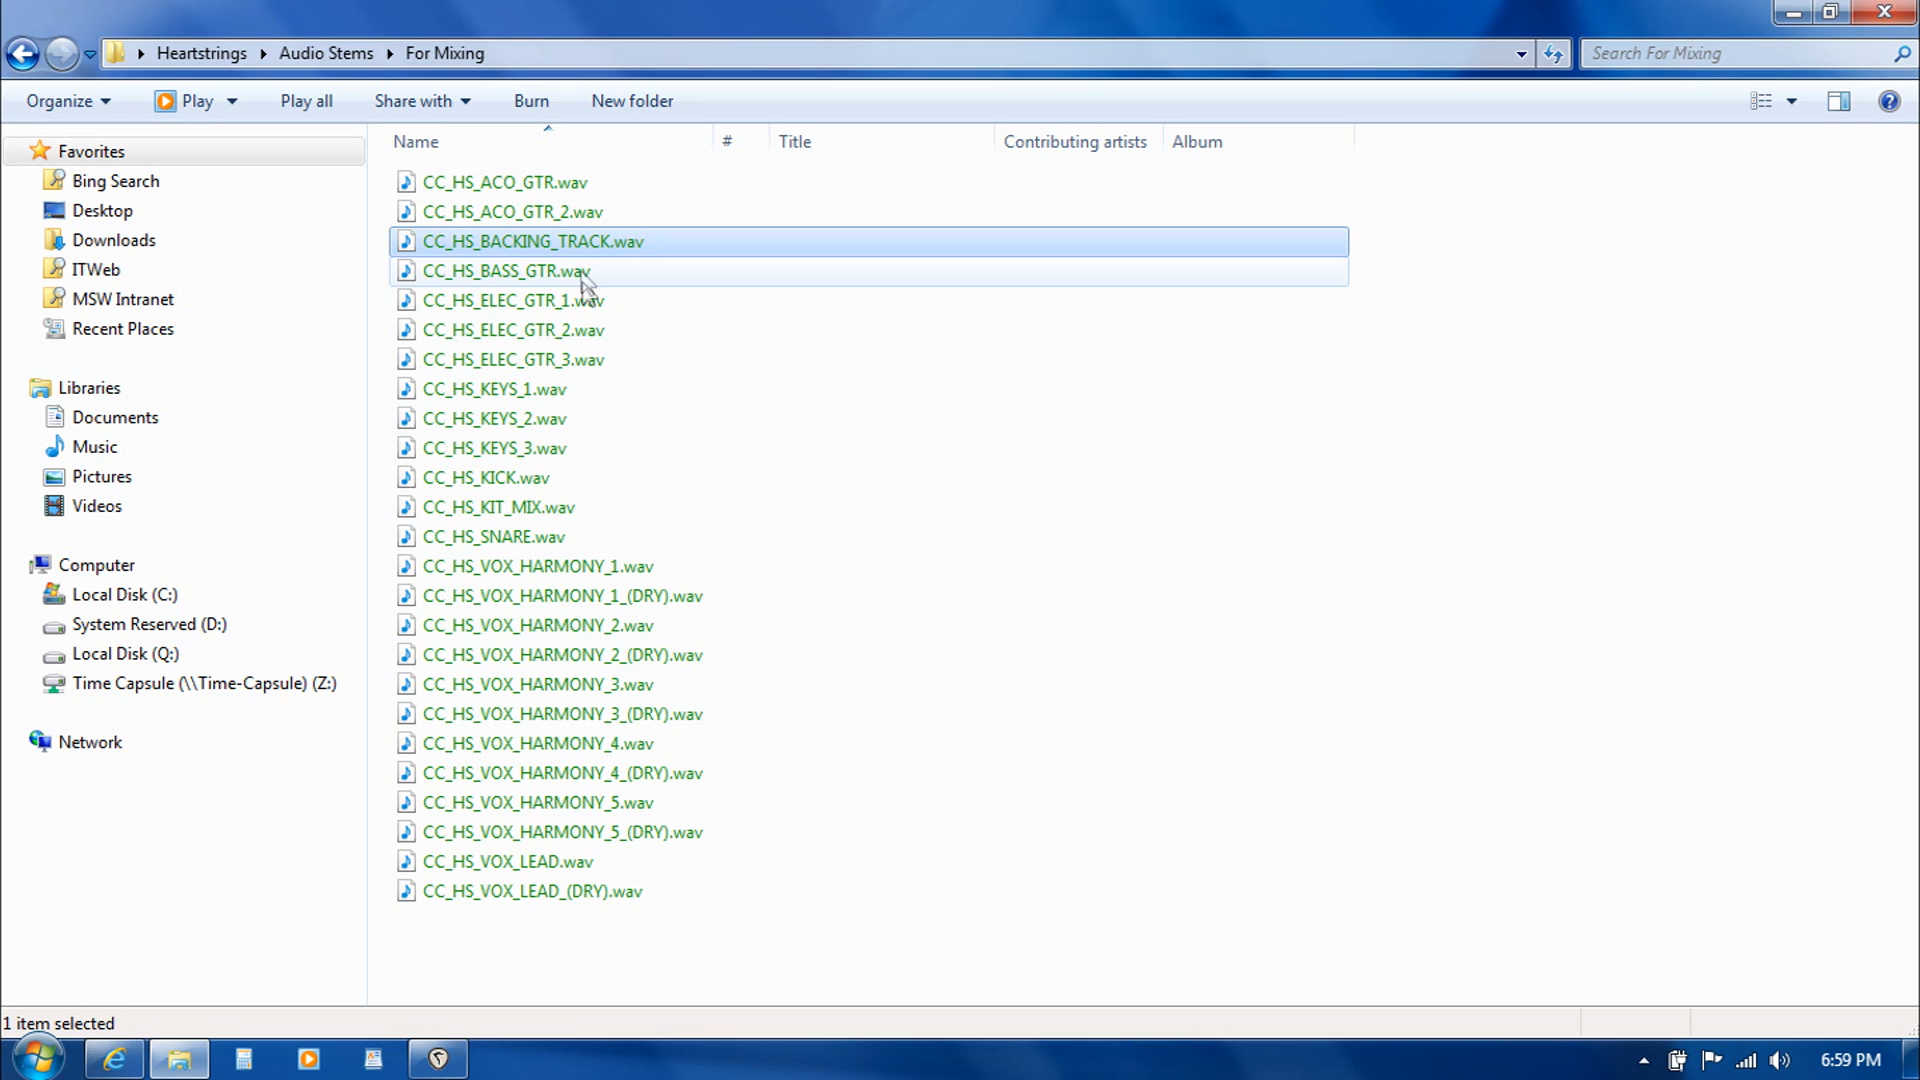 Heartstrings Audio Stems For Mixing
Search For Mixing
Organize Play Play all Share with Burn New folder
Name # Title Contributing artists Album
Favorites
Bing Search
Desktop
Downloads
ITWeb
MSW Intranet
Recent Places
Libraries
Documents
Music
Pictures
Videos
Computer
Local Disk (C:)
System Reserved (D:)
Local Disk (Q:)
Time Capsule (\\Time-Capsule) (Z:)
Network
CC_HS_ACO_GTR.wav
CC_HS_ACO_GTR_2.wav
CC_HS_BACKING_TRACK.wav
CC_HS_BASS_GTR.wav
CC_HS_ELEC_GTR_1.wav
CC_HS_ELEC_GTR_2.wav
CC_HS_ELEC_GTR_3.wav
CC_HS_KEYS_1.wav
CC_HS_KEYS_2.wav
CC_HS_KEYS_3.wav
CC_HS_KICK.wav
CC_HS_KIT_MIX.wav
CC_HS_SNARE.wav
CC_HS_VOX_HARMONY_1.wav
CC_HS_VOX_HARMONY_1_(DRY).wav
CC_HS_VOX_HARMONY_2.wav
CC_HS_VOX_HARMONY_2_(DRY).wav
CC_HS_VOX_HARMONY_3.wav
CC_HS_VOX_HARMONY_3_(DRY).wav
CC_HS_VOX_HARMONY_4.wav
CC_HS_VOX_HARMONY_4_(DRY).wav
CC_HS_VOX_HARMONY_5.wav
CC_HS_VOX_HARMONY_5_(DRY).wav
CC_HS_VOX_LEAD.wav
CC_HS_VOX_LEAD_(DRY).wav
1 item selected
6:59 PM